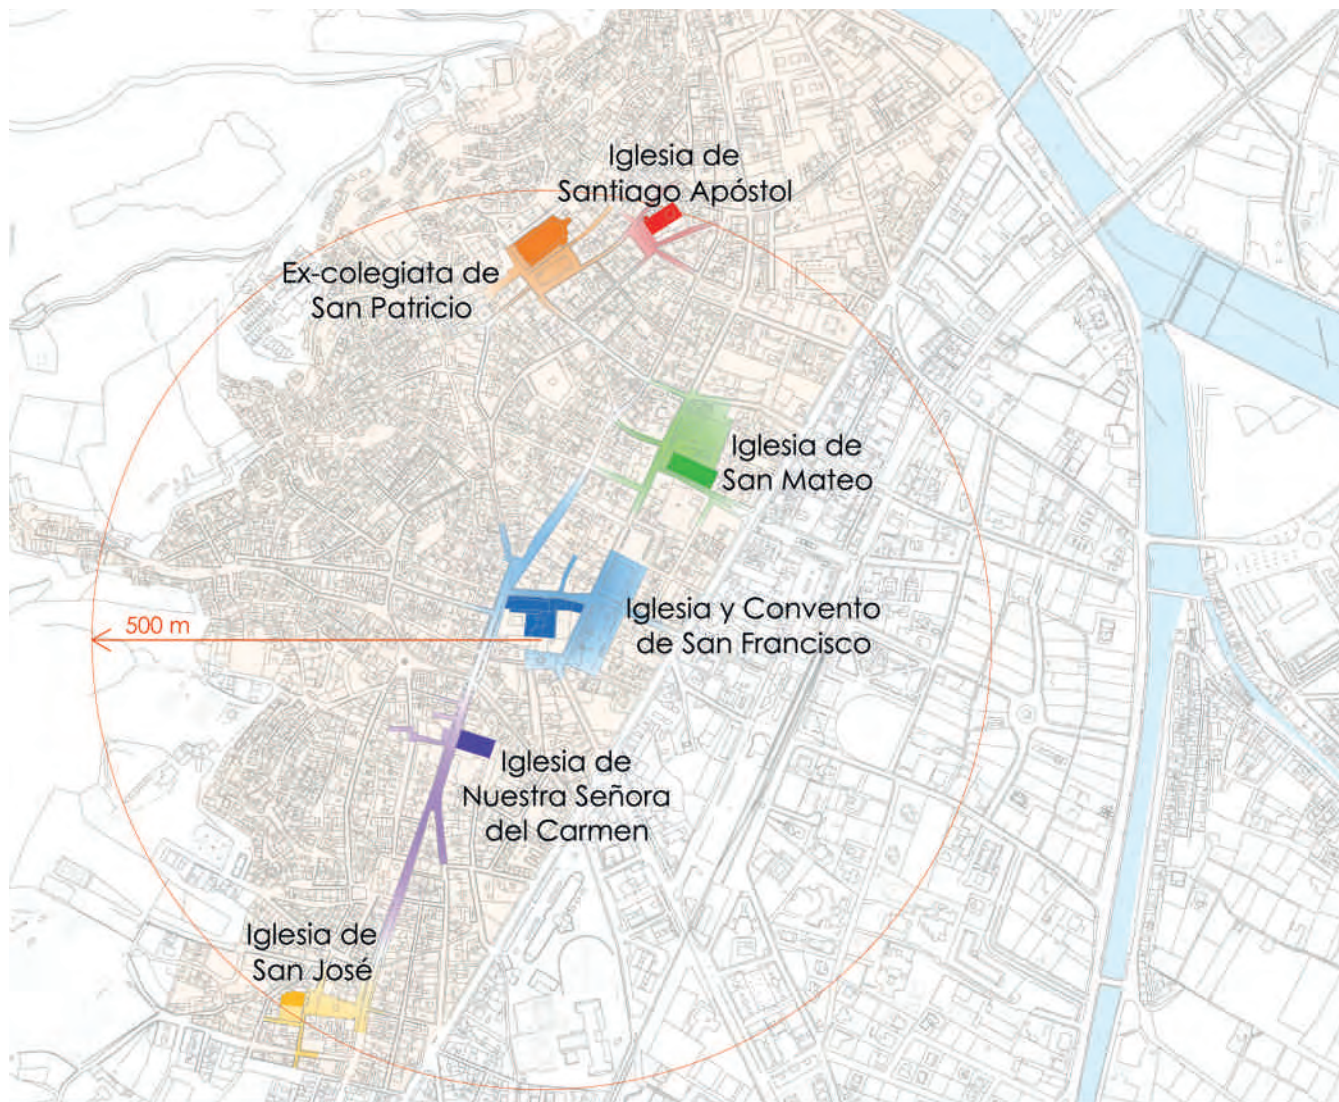 Iglesia de
Santiago Apóstol
Ex-colegiata de
San Patricio
Iglesia de
San Mateo
Iglesia y Convento
de San Francisco
500 m
Iglesia de
Nuestra Señora
del Carmen
Iglesia de
San José